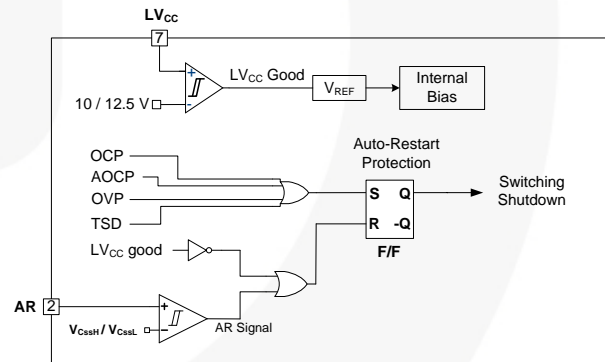 LVCC
7
LVCC Good
10 / 12.5 V
VREF
Internal
Bias
Auto-Restart
Protection
OCP
AOCP
OVP
TSD
S Q
R -Q
F/F
Switching
Shutdown
LVCC good
AR 2
VCssH / VCssL
AR Signal
+
-
+
-